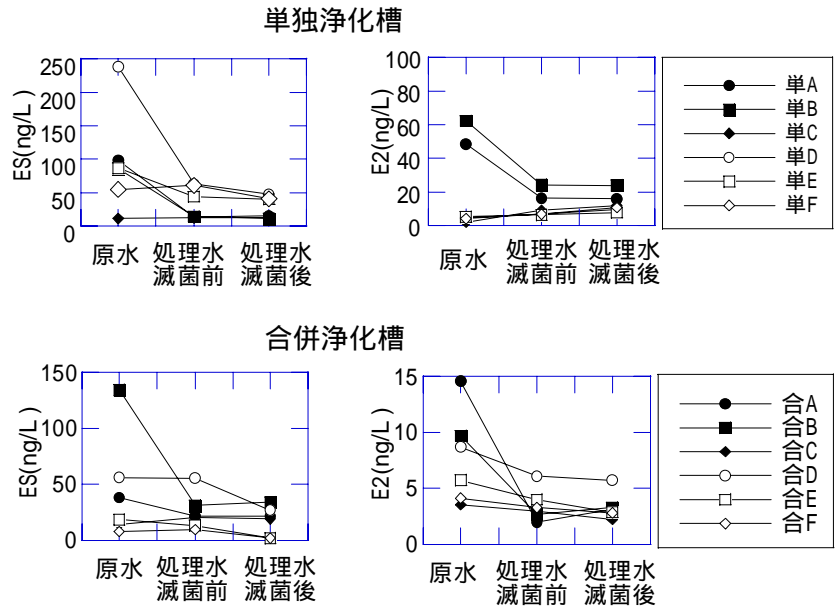 単独浄化槽
ES(ng/L)
250
200
150
100
50
0
原水
処理水
滅菌前
処理水
滅菌後
E2(ng/L)
100
80
60
40
20
0
原水
処理水
滅菌前
処理水
滅菌後
単A
単B
単C
単D
単E
単F
合併浄化槽
ES(ng/L)
150
100
50
0
原水
処理水
滅菌前
処理水
滅菌後
E2(ng/L)
15
10
5
0
原水
処理水
滅菌前
処理水
滅菌後
合A
合B
合C
合D
合E
合F